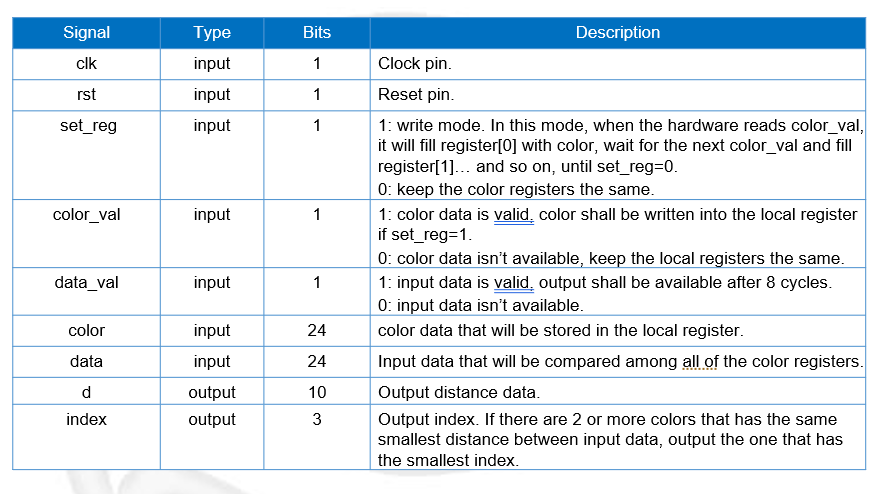 Signal Type Bits Description
clk input 1 Clock pin.
rst input 1 Reset pin.
set_reg input 1 1: write mode. In this mode, when the hardware reads color_val,
it will fill register[0] with color, wait for the next color_val and fill
register[1]… and so on, until set_reg=0.
0: keep the color registers the same.
color_val input 1 1: color data is valid, color shall be written into the local register
if set_reg=1.
0: color data isn’t available, keep the local registers the same.
data_val input 1 1: input data is valid, output shall be available after 8 cycles.
0: input data isn’t available.
color input 24 color data that will be stored in the local register.
data input 24 Input data that will be compared among all of the color registers.
d output 10 Output distance data.
index output 3 Output index. If there are 2 or more colors that has the same
smallest distance between input data, output the one that has
the smallest index.